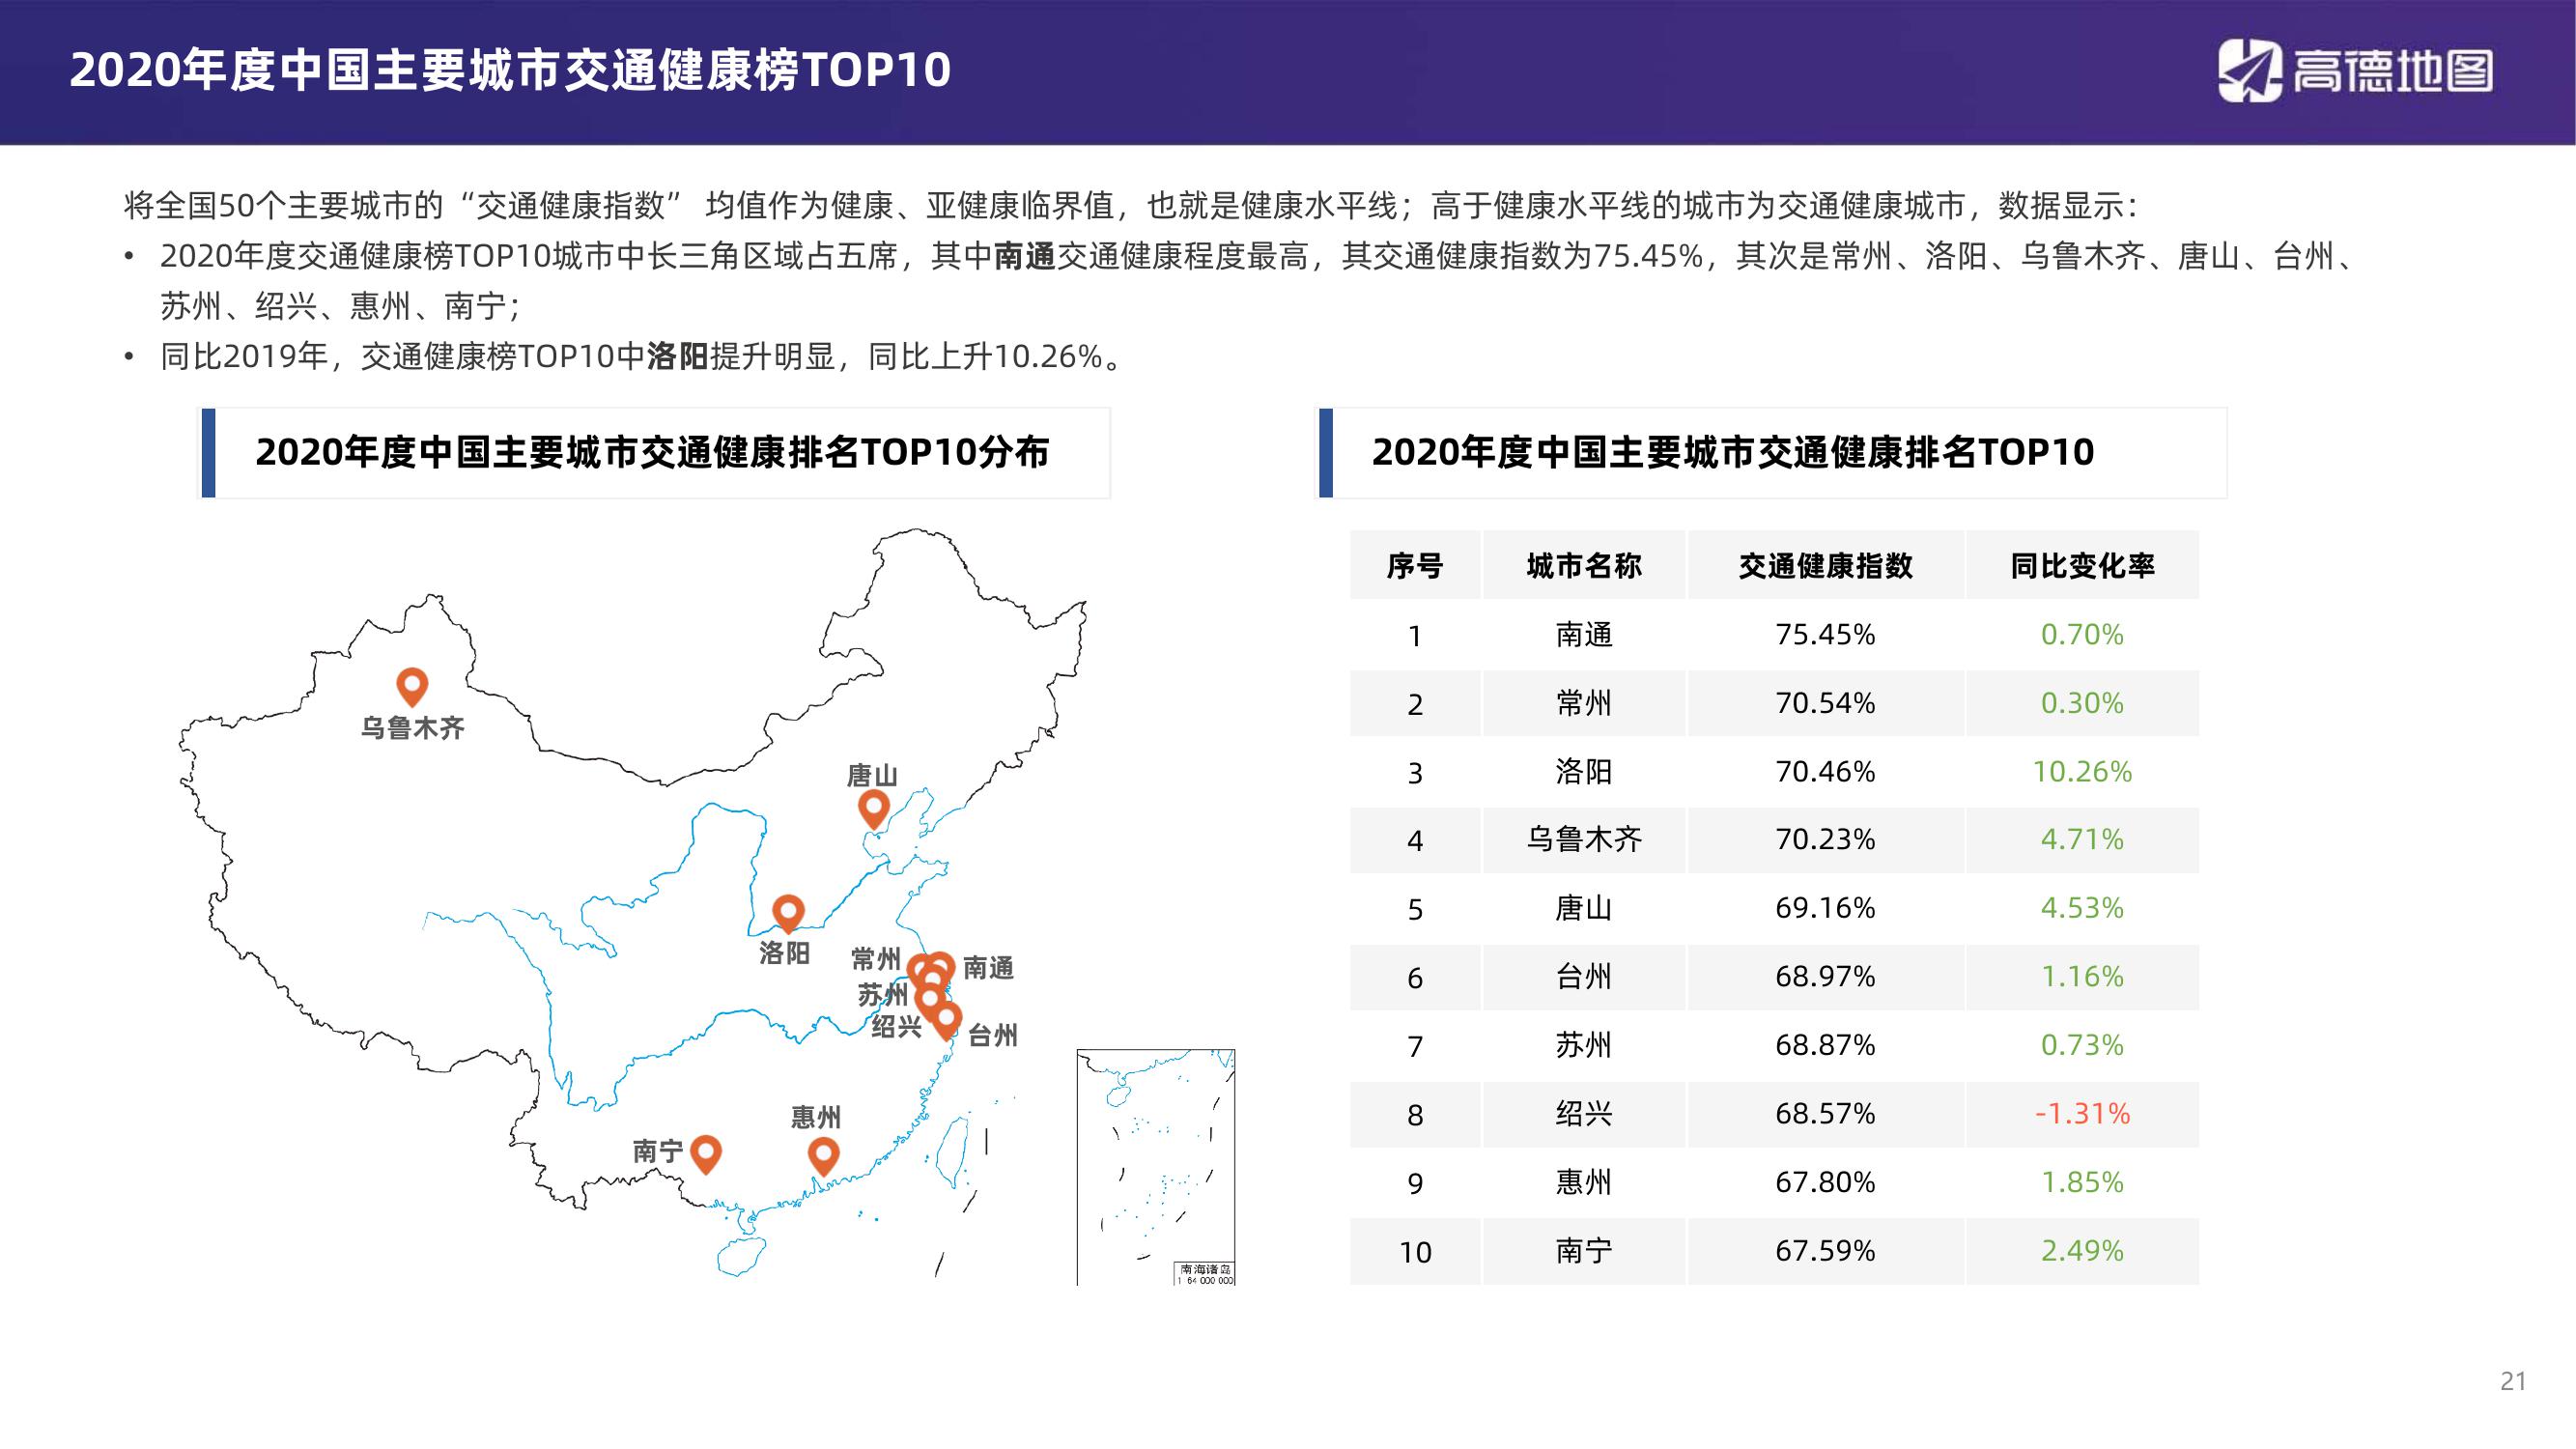 2020年度中国主要城市交通健康榜TOP10
高德地图
将全国50个主要城市的“交通健康指数” 均值作为健康、亚健康临界值，也就是健康水平线；高于健康水平线的城市为交通健康城市，数据显示：
• 2020年度交通健康榜TOP10城市中长三角区域占五席，其中南通交通健康程度最高，其交通健康指数为75.45%，其次是常州、洛阳、乌鲁木齐、唐山、台州、
苏州、绍兴、惠州、南宁；
• 同比2019年，交通健康榜TOP10中洛阳提升明显，同比上升10.26%。
2020年度中国主要城市交通健康排名TOP10分布
乌鲁木齐
唐山
洛阳
常州
南通
苏州
绍兴
台州
惠州
南宁
南海诸岛
1 64 000 000
2020年度中国主要城市交通健康排名TOP10
序号 城市名称 交通健康指数 同比变化率
1 南通 75.45% 0.70%
2 常州 70.54% 0.30%
3 洛阳 70.46% 10.26%
4 乌鲁木齐 70.23% 4.71%
5 唐山 69.16% 4.53%
6 台州 68.97% 1.16%
7 苏州 68.87% 0.73%
8 绍兴 68.57% -1.31%
9 惠州 67.80% 1.85%
10 南宁 67.59% 2.49%
21